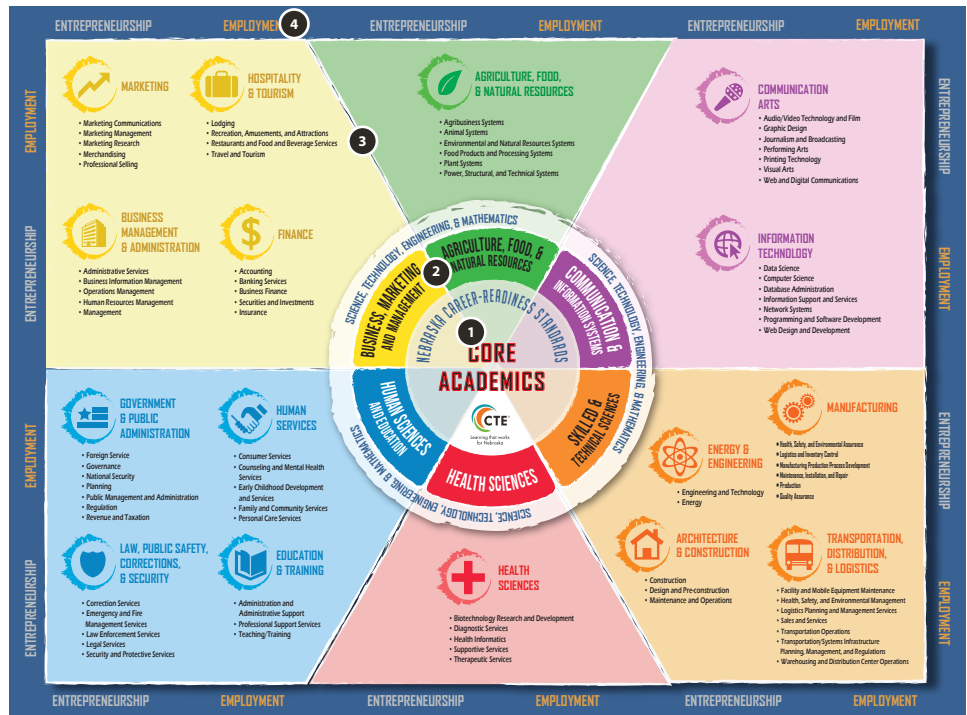 ENTREPRENEURSHIP
EMPLOYMENT
4
ENTREPRENEURSHIP
EMPLOYMENT
ENTREPRENEURSHIP
EMPLOYMENT
EMPLOYMENT
ENTREPRENEURSHIP
MARKETING
• Marketing Communications
• Marketing Management
• Marketing Research
• Merchandising
• Professional Selling
HOSPITALITY
& TOURISM
• Lodging
• Recreation, Amusements, and Attractions
• Restaurants and Food and Beverage Services
• Travel and Tourism
3
BUSINESS
MANAGEMENT
& ADMINISTRATION
• Administrative Services
• Business Information Management
• Operations Management
• Human Resources Management
• Management
FINANCE
• Accounting
• Banking Services
• Business Finance
• Securities and Investments
• Insurance
AGRICULTURE, FOOD,
& NATURAL RESOURCES
• Agribusiness Systems
• Animal Systems
• Environmental and Natural Resources Systems
• Food Products and Processing Systems
• Plant Systems
• Power, Structural, and Technical Systems
COMMUNICATION
ARTS
• Audio/Video Technology and Film
• Graphic Design
• Journalism and Broadcasting
• Performing Arts
• Printing Technology
• Visual Arts
• Web and Digital Communications
INFORMATION
TECHNOLOGY
• Data Science
• Computer Science
• Database Administration
• Information Support and Services
• Network Systems
• Programming and Software Development
• Web Design and Development
ENTREPRENEURSHIP
EMPLOYMENT
SCIENCE, TECHNOLOGY, ENGINEERING, & MATHEMATICS
SCIENCE, TECHNOLOGY, ENGINEERING, & MATHEMATICS
SCIENCE, TECHNOLOGY, ENGINEERING, & MATHEMATICS
BUSINESS, MARKETING
AND MANAGEMENT
2
AGRICULTURE, FOOD, &
NATURAL RESOURCES
COMMUNICATION &
INFORMATION SYSTEMS
NEBRASKA CAREER-READINESS STANDARDS
1
CORE
ACADEMICS
CTE®
Learning that works
for Nebraska
HUMAN SCIENCES
AND EDUCATION
HEALTH SCIENCES
SKILLED &
TECHNICAL SCIENCES
EMPLOYMENT
ENTREPRENEURSHIP
GOVERNMENT
& PUBLIC
ADMINISTRATION
• Foreign Service
• Governance
• National Security
• Planning
• Public Management and Administration
• Regulation
• Revenue and Taxation
HUMAN
SERVICES
• Consumer Services
• Counseling and Mental Health
Services
• Early Childhood Development
and Services
• Family and Community Services
• Personal Care Services
LAW, PUBLIC SAFETY,
CORRECTIONS,
& SECURITY
• Correction Services
• Emergency and Fire
Management Services
• Law Enforcement Services
• Legal Services
• Security and Protective Services
EDUCATION
& TRAINING
• Administration and
Administrative Support
• Professional Support Services
• Teaching/Training
HEALTH
SCIENCES
• Biotechnology Research and Development
• Diagnostic Services
• Health Informatics
• Supportive Services
• Therapeutic Services
MANUFACTURING
• Health, Safety, and Environmental Assurance
• Logistics and Inventory Control
• Manufacturing Production Process Development
• Maintenance, Installation, and Repair
• Production
• Quality Assurance
ENERGY &
ENGINEERING
• Engineering and Technology
• Energy
ARCHITECTURE
& CONSTRUCTION
• Construction
• Design and Pre-construction
• Maintenance and Operations
TRANSPORTATION,
DISTRIBUTION,
& LOGISTICS
• Facility and Mobile Equipment Maintenance
• Health, Safety, and Environmental Management
• Logistics Planning and Management Services
• Sales and Services
• Transportation Operations
• Transportation/Systems Infrastructure
Planning, Management, and Regulations
• Warehousing and Distribution Center Operations
ENTREPRENEURSHIP
EMPLOYMENT
ENTREPRENEURSHIP
EMPLOYMENT
ENTREPRENEURSHIP
EMPLOYMENT
ENTREPRENEURSHIP
EMPLOYMENT